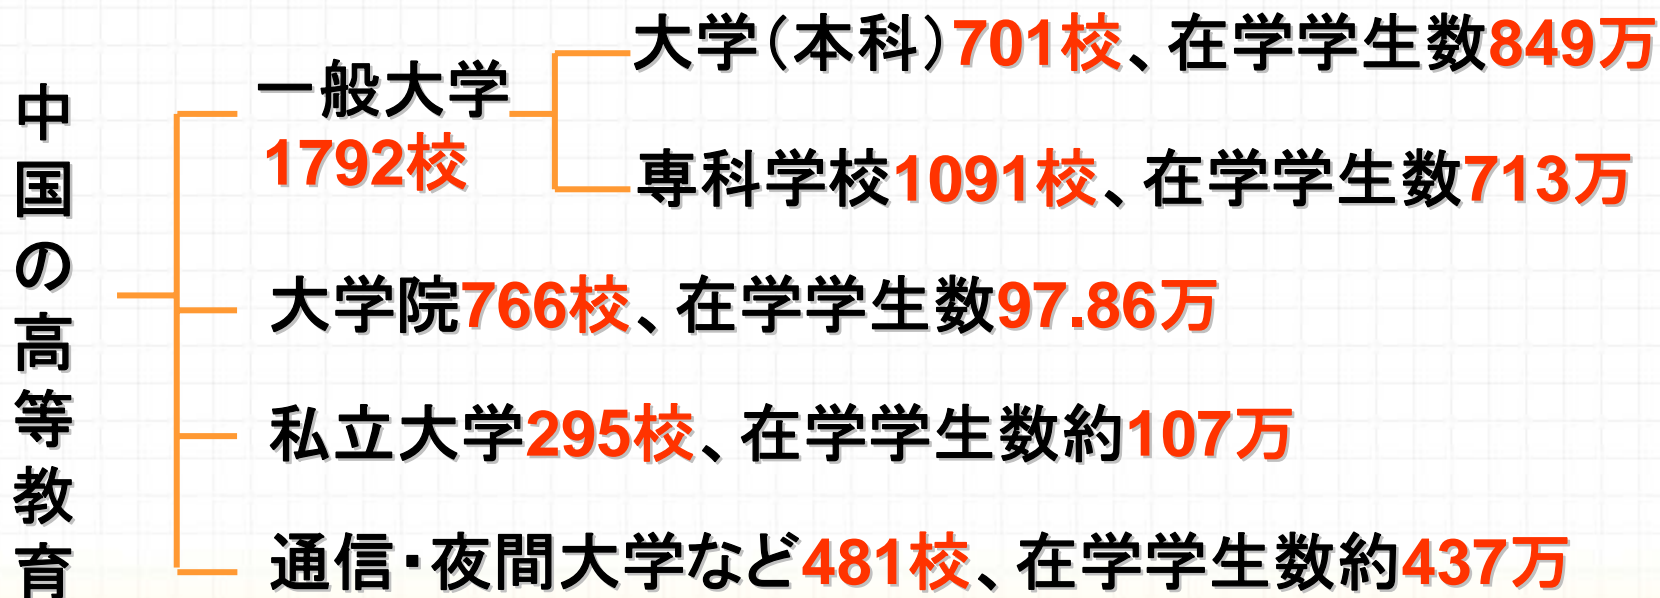 中国の高等教育
一般大学
1792校
大学（本科）701校、在学学生数849万
専科学校1091校、在学学生数713万
大学院766校、在学学生数97.86万
私立大学295校、在学学生数約107万
通信・夜間大学など481校、在学学生数約437万